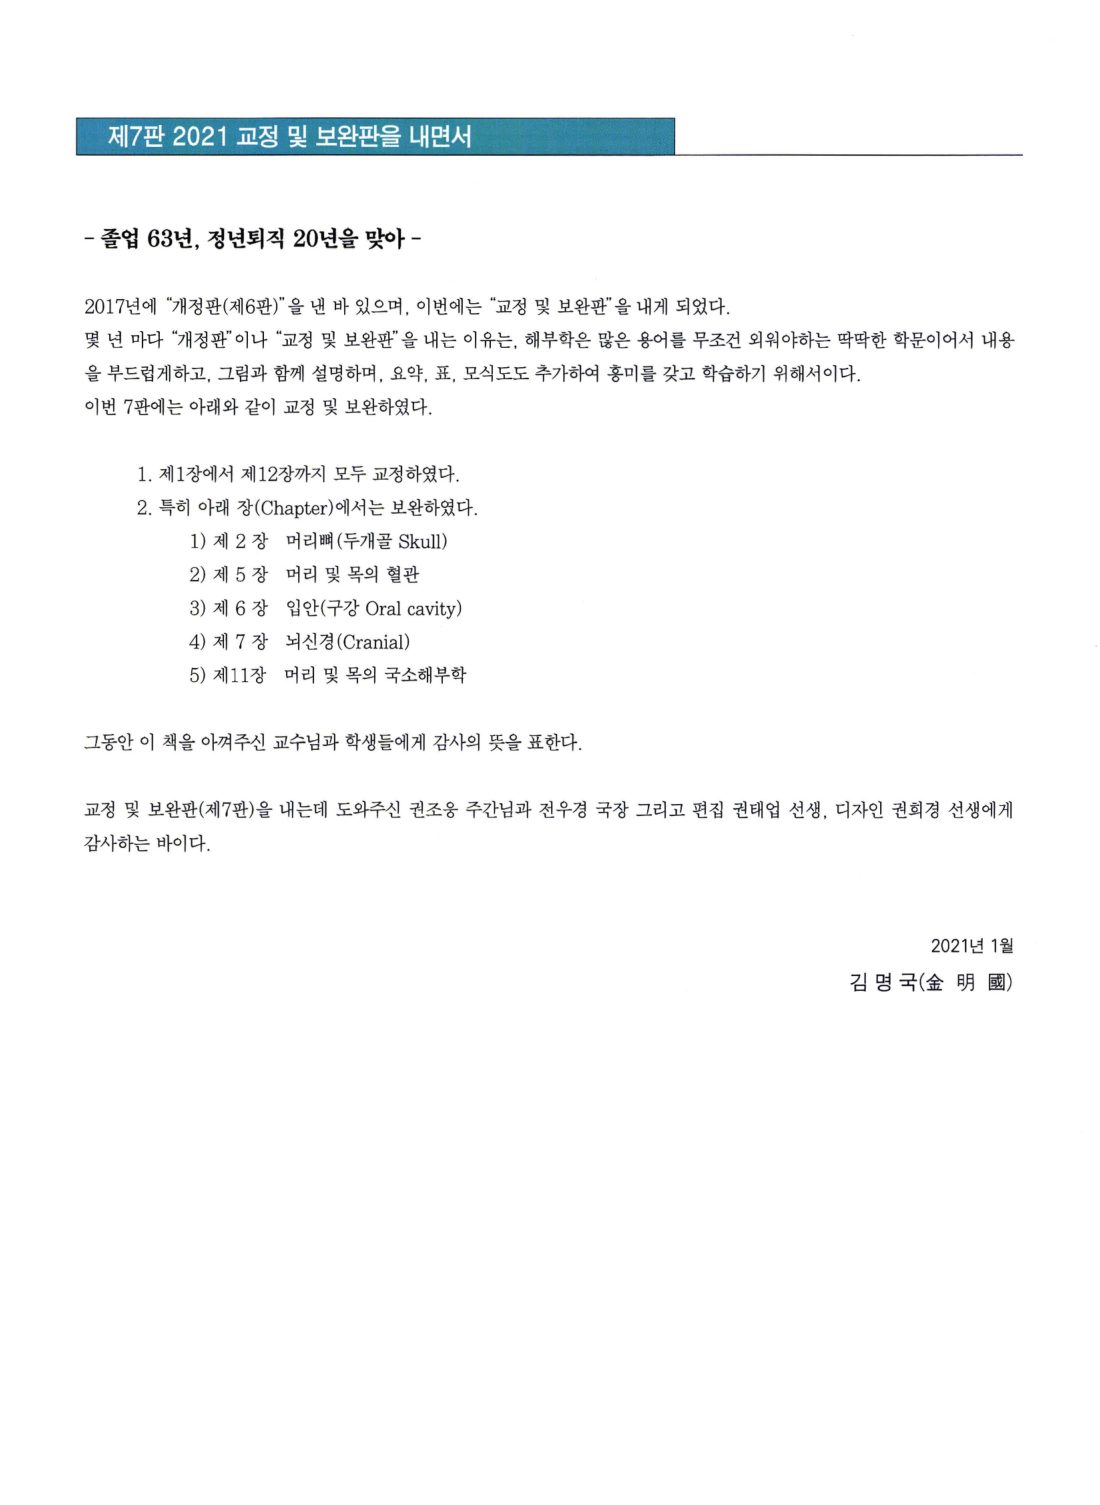 제7판 2021 교정 및 보완판을 내면서
- 졸업 63년, 정년퇴직 20년을 맞아 -
2017년에 “개정판(제6판)”을 낸 바 있으며, 이번에는 “교정 및 보완판”을 내게 되었다.
몇 년 마다 “개정판”이나 “교정 및 보완판”을 내는 이유는, 해부학은 많은 용어를 무조건 외워야하는 딱딱한 학문이어서 내용
을 부드럽게하고, 그림과 함께 설명하며, 요약, 표, 모식도도 추가하여 흥미를 갖고 학습하기 위해서이다.
이번 7판에는 아래와 같이 교정 및 보완하였다.
1. 제1장에서 제12장까지 모두 교정하였다.
2. 특히 아래 장(Chapter)에서는 보완하였다.
1) 제 2 장 머리뼈(두개골 Skull)
2) 제 5 장 머리 및 목의 혈관
3) 제 6 장 입안(구강 Oral cavity)
4) 제 7 장 뇌신경(Cranial)
5) 제11장 머리 및 목의 국소해부학
그동안 이 책을 아껴주신 교수님과 학생들에게 감사의 뜻을 표한다.
교정 및 보완판(제7판)을 내는데 도와주신 권조웅 주간님과 전우경 국장 그리고 편집 권태업 선생, 디자인 권희경 선생에게
감사하는 바이다.
2021년 1월
김 명 국(金 明 國)